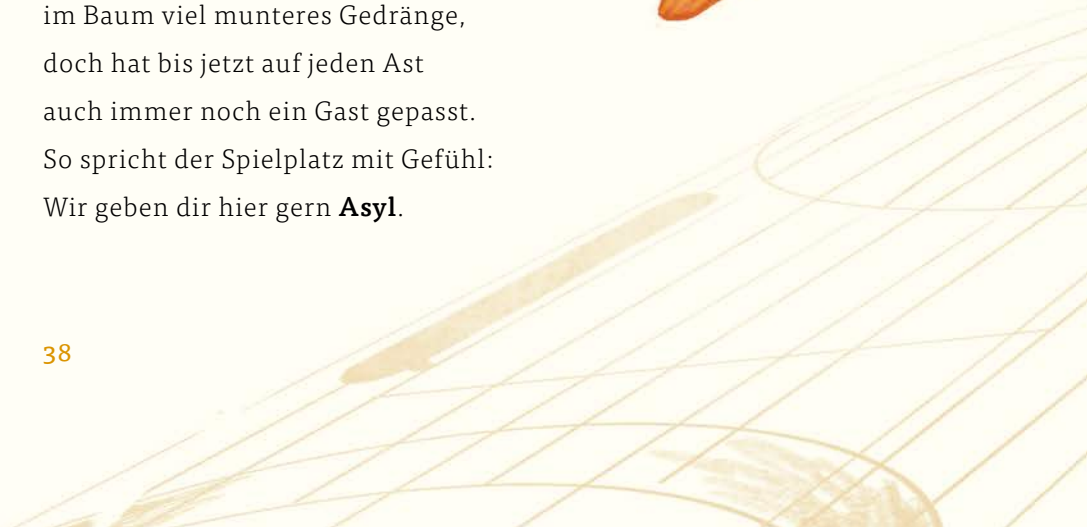 im Baum viel munteres Gedränge,
doch hat bis jetzt auf jeden Ast
auch immer noch ein Gast gepasst.
So spricht der Spielplatz mit Gefühl:
Wir geben dir hier gern Asyl.
38